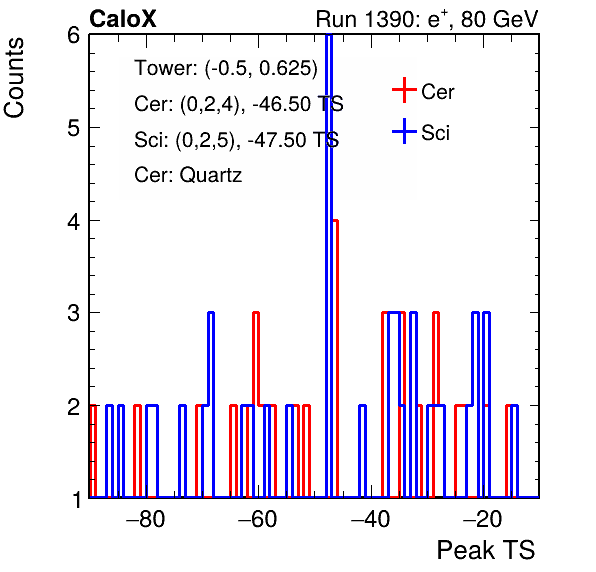 CaloX Run 1390: e⁺, 80 GeV
Counts
6
Tower: (-0.5, 0.625)
Cer: (0,2,4), -46.50 TS
Sci: (0,2,5), -47.50 TS
Cer: Quartz
Cer
Sci
5
4
3
2
1
−80 −60 −40 −20
Peak TS